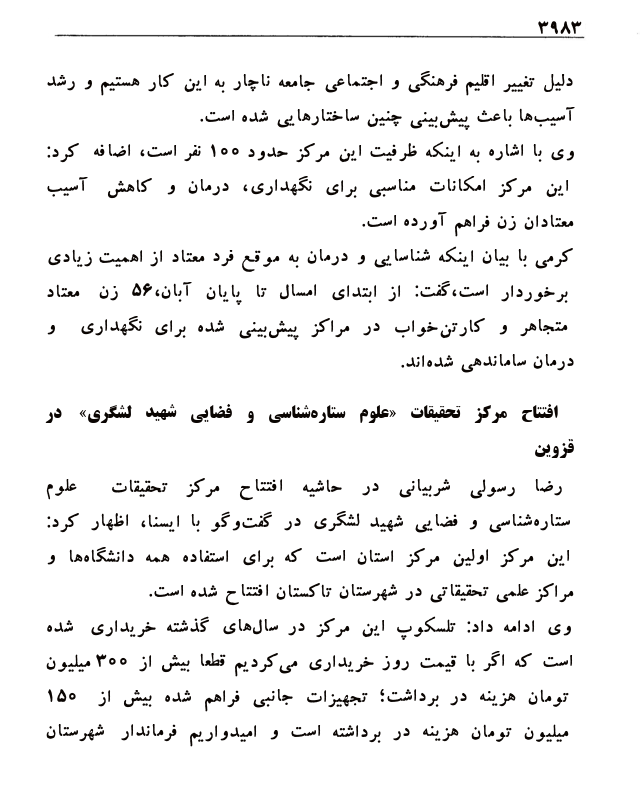 ۳۹۸۳
دلیل تغییر اقلیم فرهنگی و اجتماعی جامعه ناچار به این کار هستیم و رشد
آسیب‌ها باعث پیش‌بینی چنین ساختارهایی شده است.
وی با اشاره به اینکه ظرفیت این مرکز حدود ۱۰۰ نفر است، اضافه کرد:
این مرکز امکانات مناسبی برای نگهداری، درمان و کاهش آسیب
معتادان زن فراهم آورده است.
کرمی با بیان اینکه شناسایی و درمان به موقع فرد معتاد از اهمیت زیادی
برخوردار است،گفت: از ابتدای امسال تا پایان آبان،۵۶ زن معتاد
متجاهر و کارتن‌خواب در مراکز پیش‌بینی شده برای نگهداری و
درمان ساماندهی شده‌اند.
افتتاح مرکز تحقیقات «علوم ستاره‌شناسی و فضایی شهید لشگری» در
قزوین
رضا رسولی شربیانی در حاشیه افتتاح مرکز تحقیقات علوم
ستاره‌شناسی و فضایی شهید لشگری در گفت‌وگو با ایسنا، اظهار کرد:
این مرکز اولین مرکز استان است که برای استفاده همه دانشگاه‌ها و
مراکز علمی تحقیقاتی در شهرستان تاکستان افتتاح شده است.
وی ادامه داد: تلسکوپ این مرکز در سال‌های گذشته خریداری شده
است که اگر با قیمت روز خریداری می‌کردیم قطعا بیش از ۳۰۰ میلیون
تومان هزینه در برداشت؛ تجهیزات جانبی فراهم شده بیش از ۱۵۰
میلیون تومان هزینه در برداشته است و امیدواریم فرماندار شهرستان